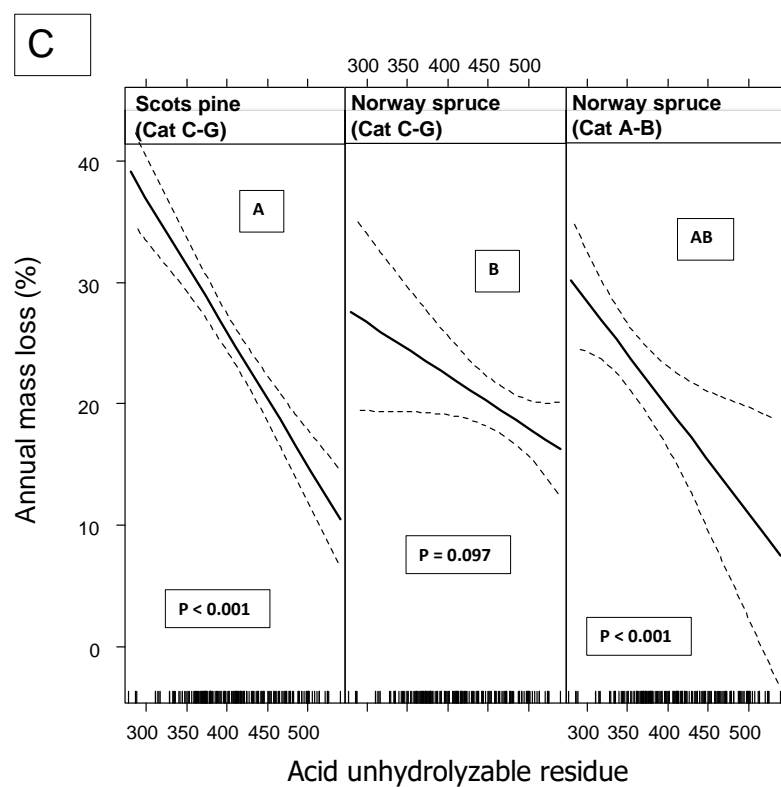 C
300 350 400 450 500
Scots pine
(Cat C-G)
Norway spruce
(Cat C-G)
Norway spruce
(Cat A-B)
40
30
20
10
0
Annual mass loss (%)
A
B
AB
P < 0.001
P = 0.097
P < 0.001
300 350 400 450 500
300 350 400 450 500
Acid unhydrolyzable residue